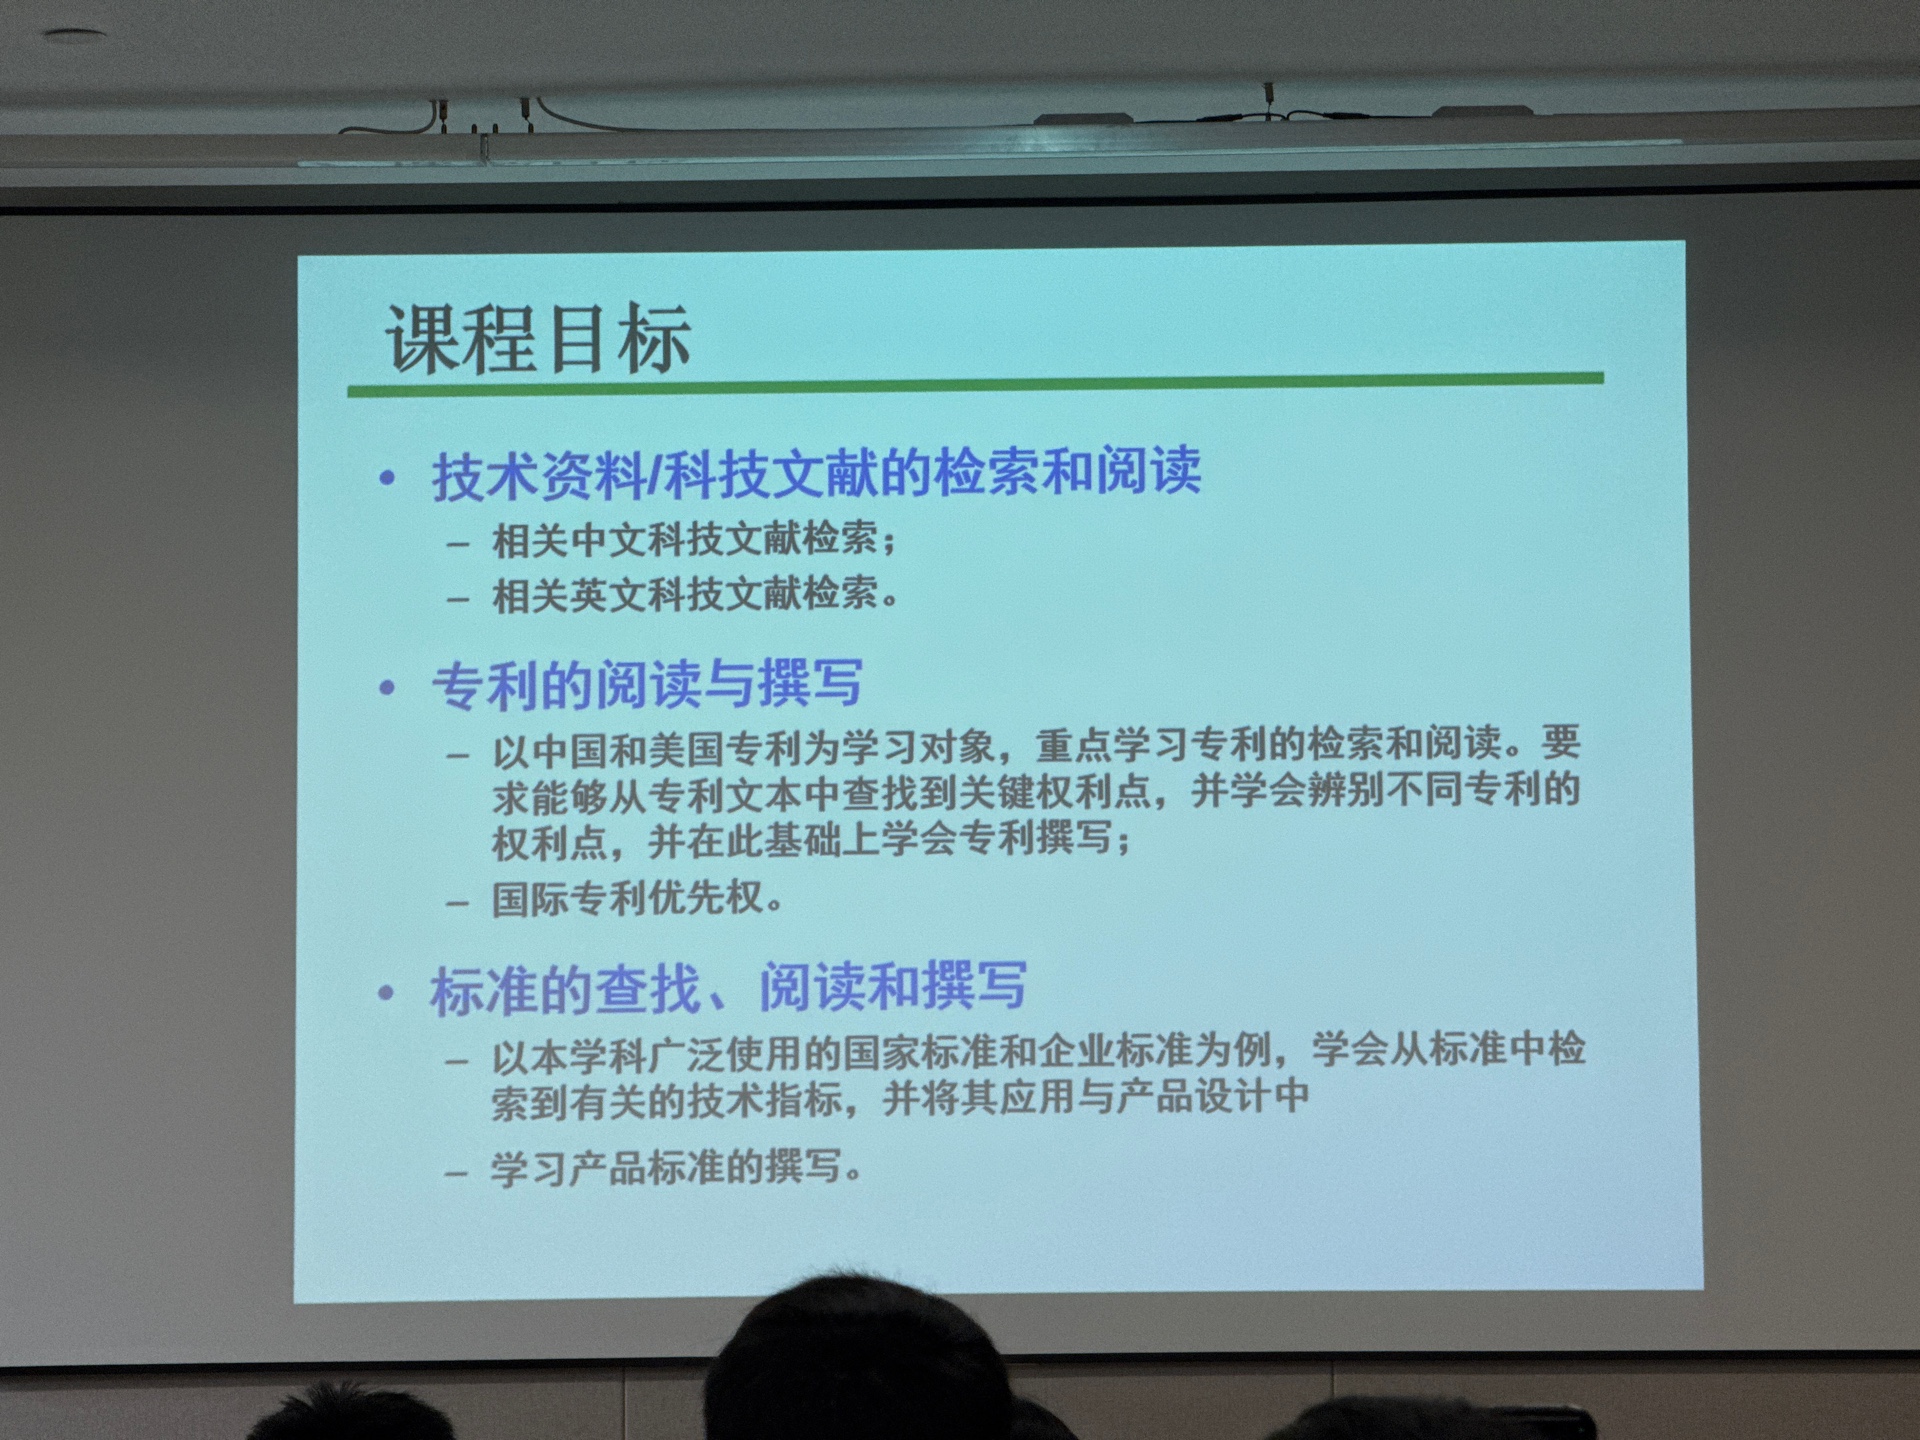 课程目标
• 技术资料/科技文献的检索和阅读
– 相关中文科技文献检索；
– 相关英文科技文献检索。
• 专利的阅读与撰写
– 以中国和美国专利为学习对象，重点学习专利的检索和阅读。要
求能够从专利文本中查找到关键权利点，并学会辨别不同专利的
权利点，并在此基础上学会专利撰写；
– 国际专利优先权。
• 标准的查找、阅读和撰写
– 以本学科广泛使用的国家标准和企业标准为例，学会从标准中检
索到有关的技术指标，并将其应用与产品设计中
– 学习产品标准的撰写。